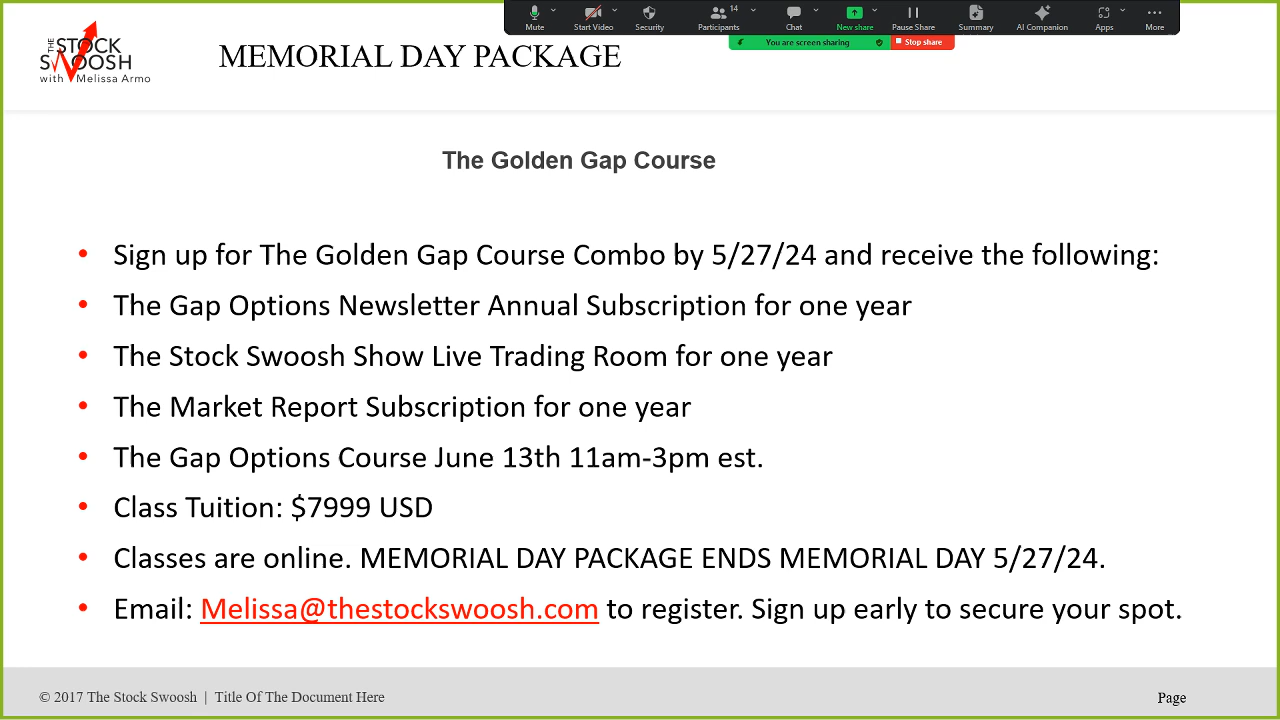 Mute
Start Video
Security
Participants
14
Chat
New share
Pause Share
Summary
AI Companion
Apps
More
You are screen sharing
Stop share
THE
STOCK
SWOOSH
with Melissa Armo
MEMORIAL DAY PACKAGE
The Golden Gap Course
• Sign up for The Golden Gap Course Combo by 5/27/24 and receive the following:
• The Gap Options Newsletter Annual Subscription for one year
• The Stock Swoosh Show Live Trading Room for one year
• The Market Report Subscription for one year
• The Gap Options Course June 13th 11am-3pm est.
• Class Tuition: $7999 USD
• Classes are online. MEMORIAL DAY PACKAGE ENDS MEMORIAL DAY 5/27/24.
• Email: Melissa@thestockswoosh.com to register. Sign up early to secure your spot.
© 2017 The Stock Swoosh | Title Of The Document Here
Page